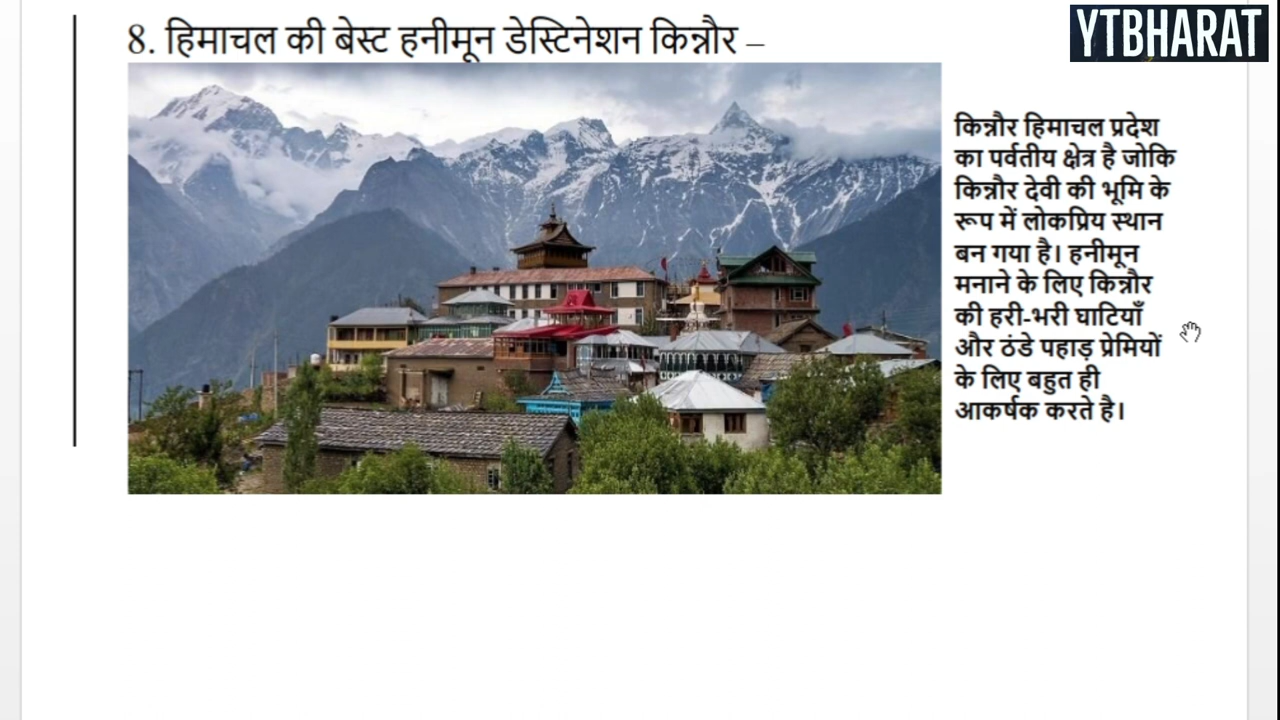 8. हिमाचल की बेस्ट हनीमून डेस्टिनेशन किन्नौर –
YTBHARAT
किन्नौर हिमाचल प्रदेश
का पर्वतीय क्षेत्र है जोकि
किन्नौर देवी की भूमि के
रूप में लोकप्रिय स्थान
बन गया है। हनीमून
मनाने के लिए किन्नौर
की हरी-भरी घाटियाँ
और ठंडे पहाड़ प्रेमियों
के लिए बहुत ही
आकर्षक करते है।